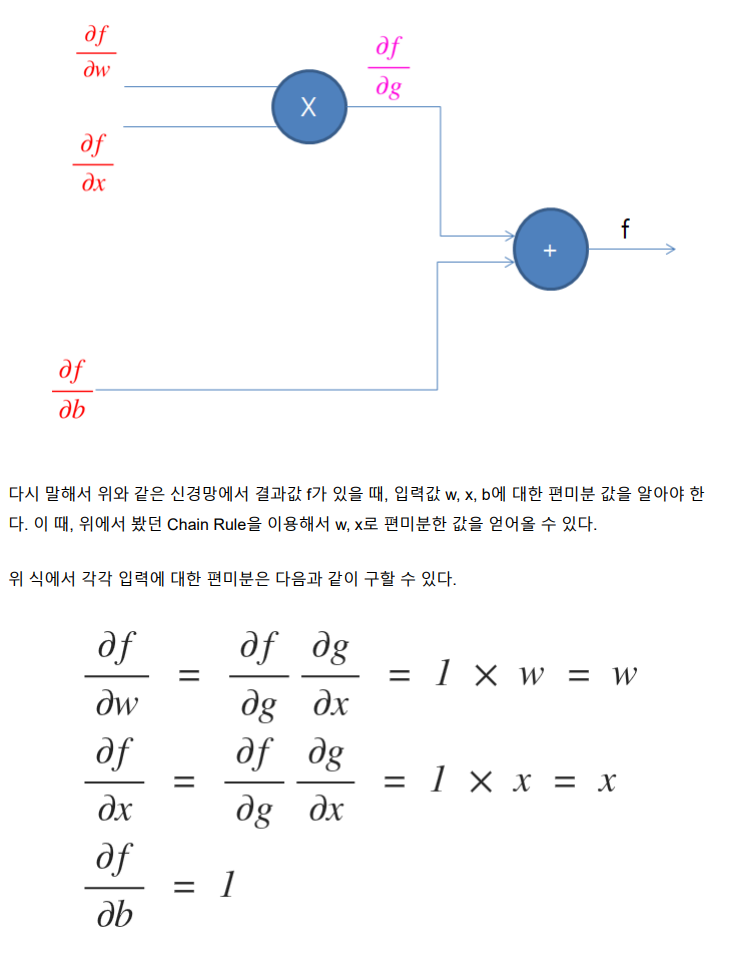 ∂f
∂w
∂f
∂g
X
∂f
∂x
f
+
∂f
∂b
다시 말해서 위와 같은 신경망에서 결과값 f가 있을 때, 입력값 w, x, b에 대한 편미분 값을 알아야 한
다. 이 때, 위에서 봤던 Chain Rule을 이용해서 w, x로 편미분한 값을 얻어올 수 있다.
위 식에서 각각 입력에 대한 편미분은 다음과 같이 구할 수 있다.
∂f/∂w = ∂f/∂g ∂g/∂x = 1 × w = w
∂f/∂x = ∂f/∂g ∂g/∂x = 1 × x = x
∂f/∂b = 1